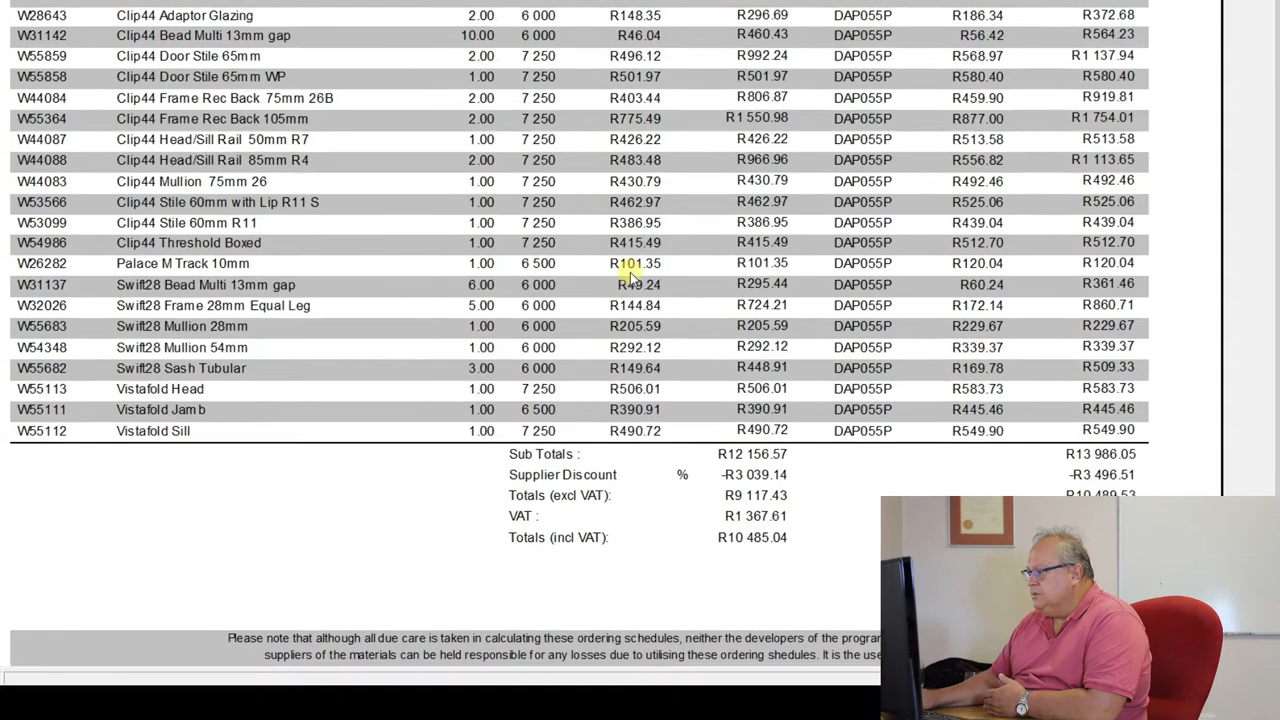 W28643 Clip44 Adaptor Glazing 2.00 6 000 R148.35 R296.69 DAP055P R186.34 R372.68
W31142 Clip44 Bead Multi 13mm gap 10.00 6 000 R46.04 R460.43 DAP055P R56.42 R564.23
W55859 Clip44 Door Stile 65mm 2.00 7 250 R496.12 R992.24 DAP055P R568.97 R1 137.94
W55858 Clip44 Door Stile 65mm WP 1.00 7 250 R501.97 R501.97 DAP055P R580.40 R580.40
W44084 Clip44 Frame Rec Back 75mm 26B 2.00 7 250 R403.44 R806.87 DAP055P R459.90 R919.81
W55364 Clip44 Frame Rec Back 105mm 2.00 7 250 R775.49 R1 550.98 DAP055P R877.00 R1 754.01
W44087 Clip44 Head/Sill Rail 50mm R7 1.00 7 250 R426.22 R426.22 DAP055P R513.58 R513.58
W44088 Clip44 Head/Sill Rail 85mm R4 2.00 7 250 R483.48 R966.96 DAP055P R556.82 R1 113.65
W44083 Clip44 Mullion 75mm 26 1.00 7 250 R430.79 R430.79 DAP055P R492.46 R492.46
W53566 Clip44 Stile 60mm with Lip R11 S 1.00 7 250 R462.97 R462.97 DAP055P R525.06 R525.06
W53099 Clip44 Stile 60mm R11 1.00 7 250 R386.95 R386.95 DAP055P R439.04 R439.04
W54986 Clip44 Threshold Boxed 1.00 7 250 R415.49 R415.49 DAP055P R512.70 R512.70
W26282 Palace M Track 10mm 1.00 6 500 R101.35 R101.35 DAP055P R120.04 R120.04
W31137 Swift28 Bead Multi 13mm gap 6.00 6 000 R49.24 R295.44 DAP055P R60.24 R361.46
W32026 Swift28 Frame 28mm Equal Leg 5.00 6 000 R144.84 R724.21 DAP055P R172.14 R860.71
W55683 Swift28 Mullion 28mm 1.00 6 000 R205.59 R205.59 DAP055P R229.67 R229.67
W54348 Swift28 Mullion 54mm 1.00 6 000 R292.12 R292.12 DAP055P R339.37 R339.37
W55682 Swift28 Sash Tubular 3.00 6 000 R149.64 R448.91 DAP055P R169.78 R509.33
W55113 Vistafold Head 1.00 7 250 R506.01 R506.01 DAP055P R583.73 R583.73
W55111 Vistafold Jamb 1.00 6 500 R390.91 R390.91 DAP055P R445.46 R445.46
W55112 Vistafold Sill 1.00 7 250 R490.72 R490.72 DAP055P R549.90 R549.90
Sub Totals : R12 156.57 R13 986.05
Supplier Discount % -R3 039.14 -R3 496.51
Totals (excl VAT): R9 117.43 R10 489.53
VAT : R1 367.61
Totals (incl VAT): R10 485.04
Please note that although all due care is taken in calculating these ordering schedules, neither the developers of the progra
suppliers of the materials can be held responsible for any losses due to utilising these ordering shedules. It is the use